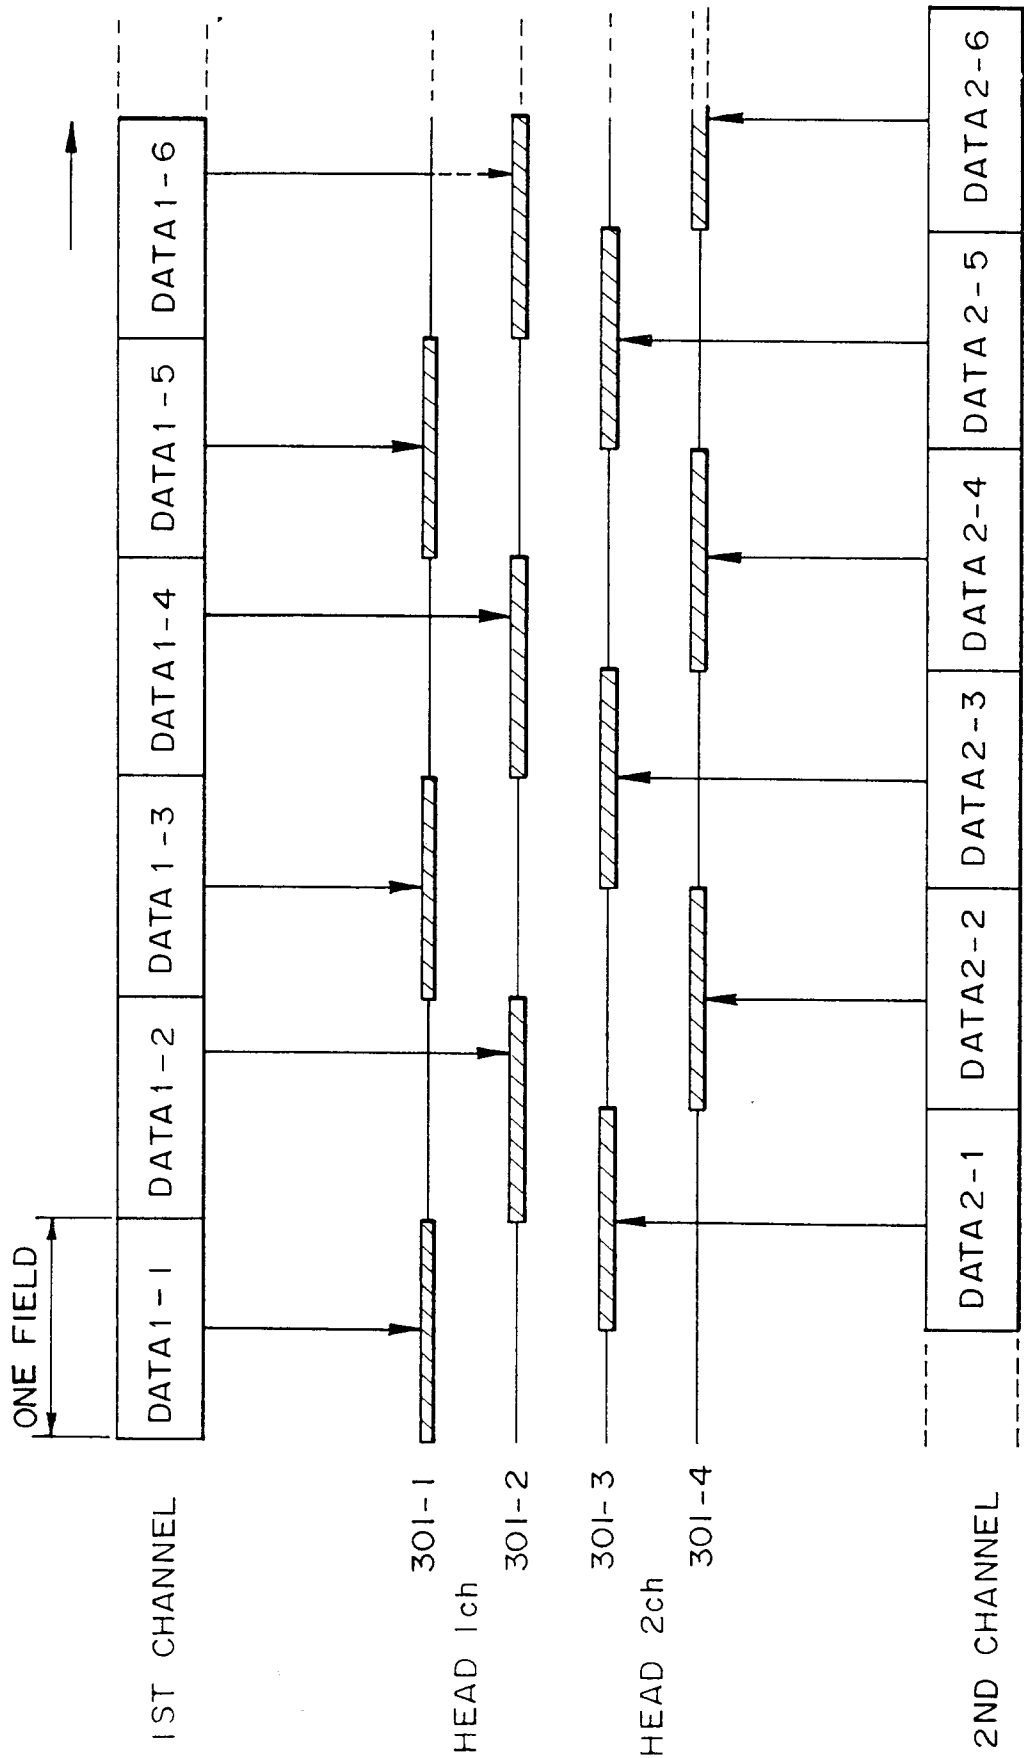 ONE FIELD
1ST CHANNEL
DATA1-1
DATA1-2
DATA1-3
DATA1-4
DATA1-5
DATA1-6
HEAD 1ch
301-1
301-2
HEAD 2ch
301-3
301-4
2ND CHANNEL
DATA2-1
DATA2-2
DATA2-3
DATA2-4
DATA2-5
DATA2-6